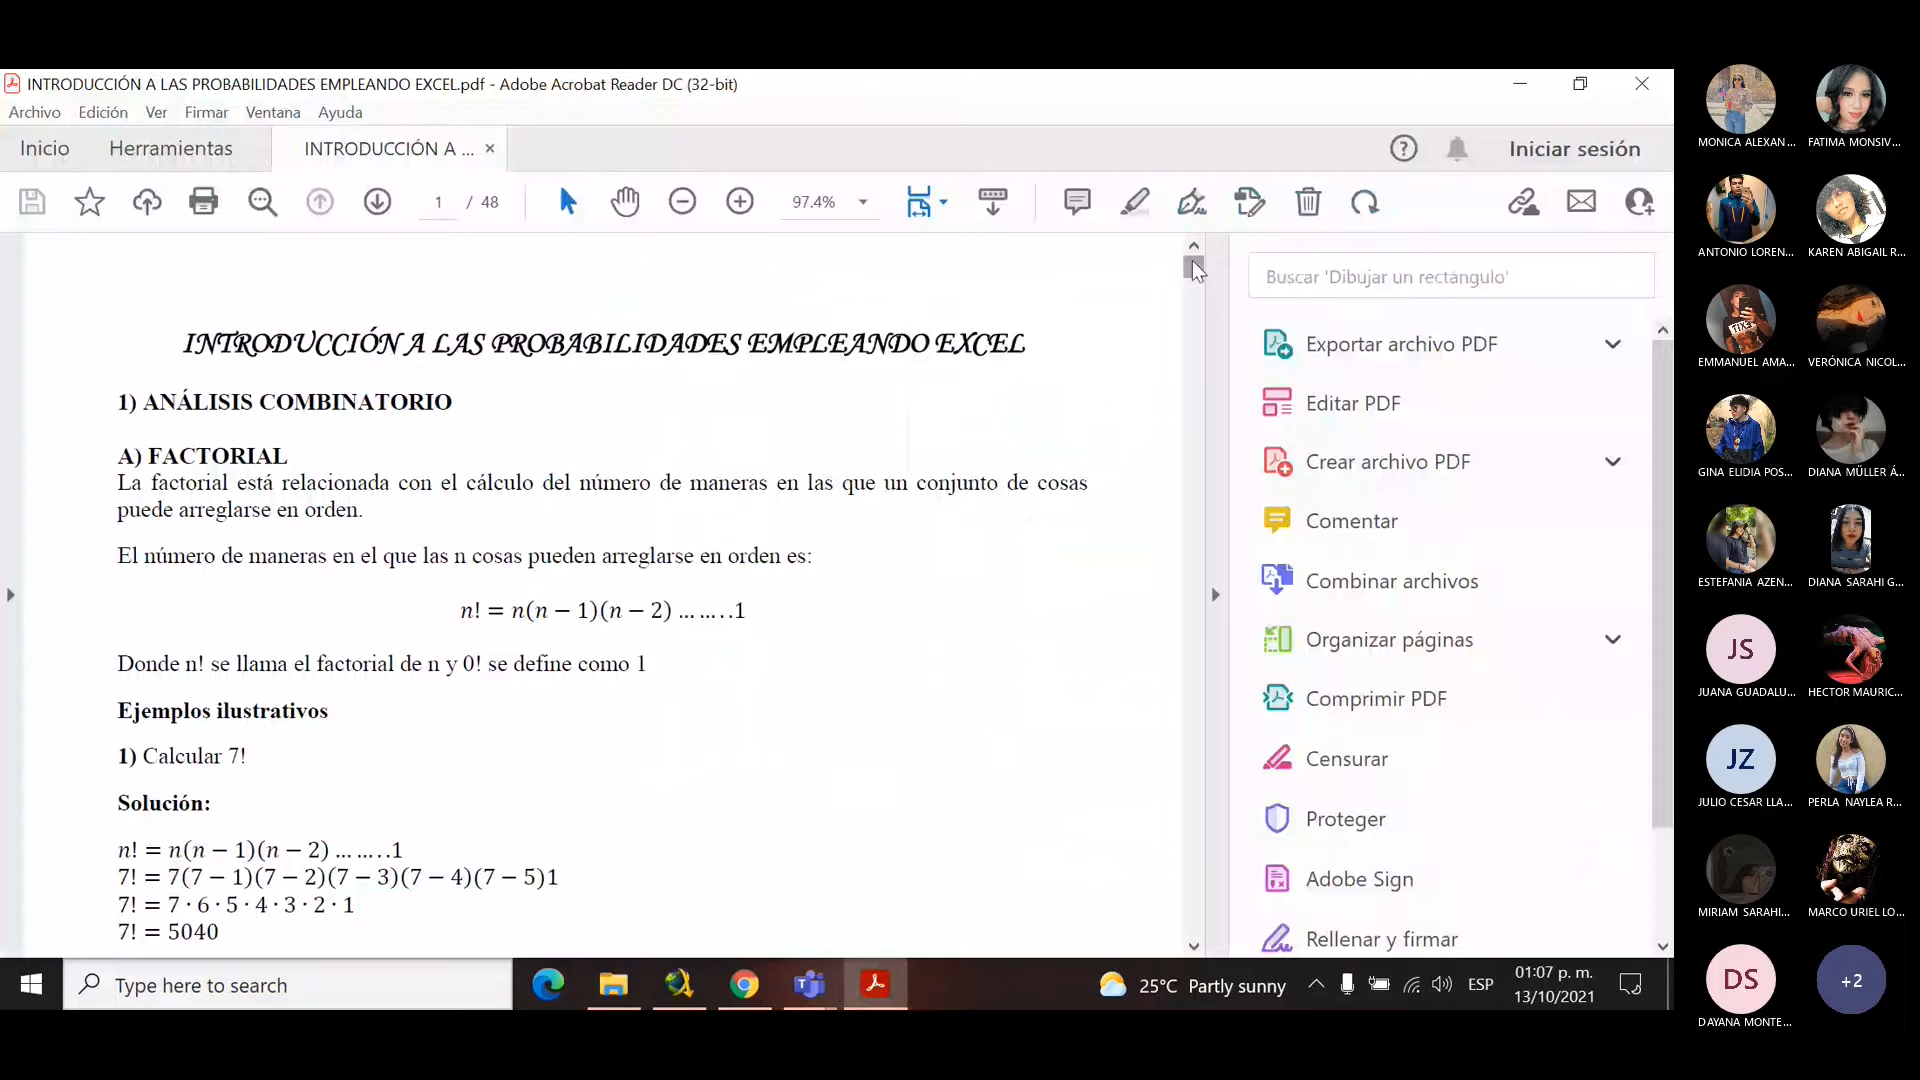 INTRODUCCIÓN A LAS PROBABILIDADES EMPLEANDO EXCEL.pdf - Adobe Acrobat Reader DC (32-bit)
Archivo Edición Ver Firmar Ventana Ayuda
Inicio Herramientas INTRODUCCIÓN A ... × Iniciar sesión
1 / 48 97.4%
INTRODUCCIÓN A LAS PROBABILIDADES EMPLEANDO EXCEL
1) ANÁLISIS COMBINATORIO
A) FACTORIAL
La factorial está relacionada con el cálculo del número de maneras en las que un conjunto de cosas
puede arreglarse en orden.
El número de maneras en el que las n cosas pueden arreglarse en orden es:
n! = n(n − 1)(n − 2) … … . .1
Donde n! se llama el factorial de n y 0! se define como 1
Ejemplos ilustrativos
1) Calcular 7!
Solución:
n! = n(n − 1)(n − 2) … … . .1
7! = 7(7 − 1)(7 − 2)(7 − 3)(7 − 4)(7 − 5)1
7! = 7 · 6 · 5 · 4 · 3 · 2 · 1
7! = 5040
Buscar 'Dibujar un rectángulo'
Exportar archivo PDF
Editar PDF
Crear archivo PDF
Comentar
Combinar archivos
Organizar páginas
Comprimir PDF
Censurar
Proteger
Adobe Sign
Rellenar y firmar
Type here to search
25°C Partly sunny
ESP
01:07 p. m.
13/10/2021
MONICA ALEXAN... FATIMA MONSIV...
ANTONIO LOREN... KAREN ABIGAIL R...
EMMANUEL AMA... VERÓNICA NICOL...
GINA ELIDIA POS... DIANA MÜLLER Á...
ESTEFANIA AZEN... DIANA SARAHI G...
JS
JUANA GUADALU... HECTOR MAURIC...
JZ
JULIO CESAR LLA... PERLA NAYLEA R...
MIRIAM SARAHI... MARCO URIEL LO...
DS +2
DAYANA MONTE...